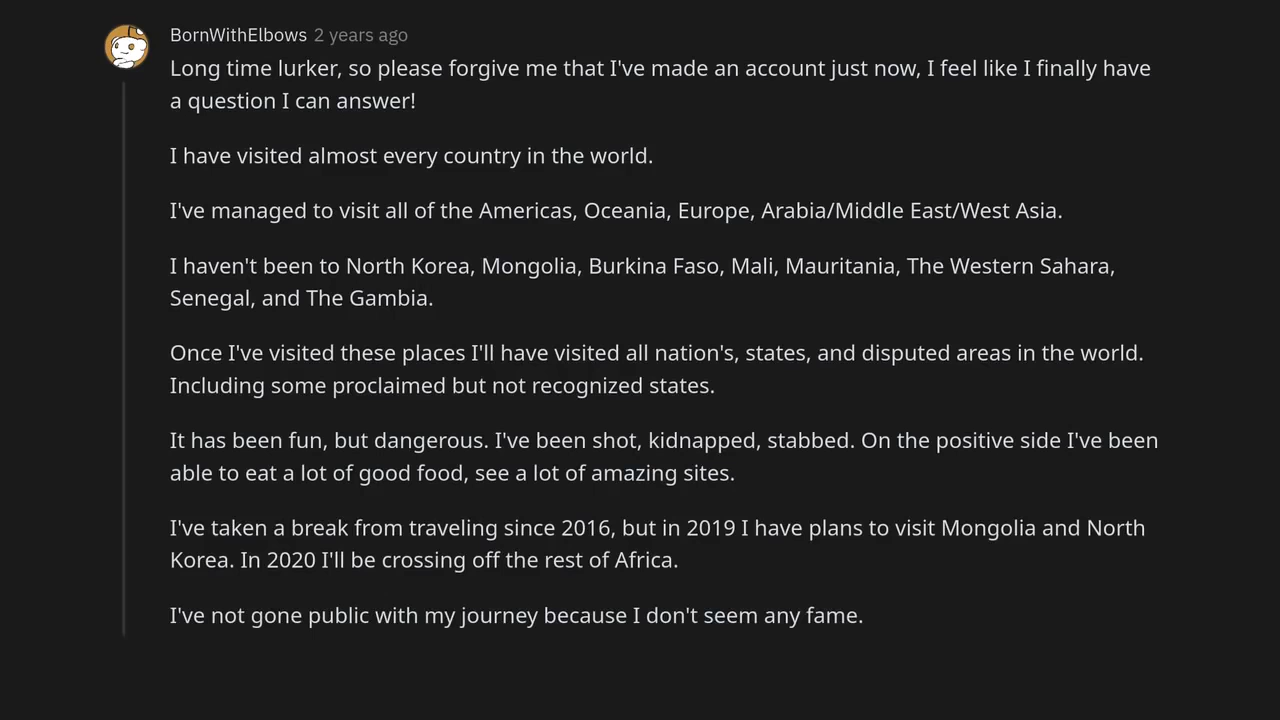 BornWithElbows 2 years ago
Long time lurker, so please forgive me that I've made an account just now, I feel like I finally have
a question I can answer!
I have visited almost every country in the world.
I've managed to visit all of the Americas, Oceania, Europe, Arabia/Middle East/West Asia.
I haven't been to North Korea, Mongolia, Burkina Faso, Mali, Mauritania, The Western Sahara,
Senegal, and The Gambia.
Once I've visited these places I'll have visited all nation's, states, and disputed areas in the world.
Including some proclaimed but not recognized states.
It has been fun, but dangerous. I've been shot, kidnapped, stabbed. On the positive side I've been
able to eat a lot of good food, see a lot of amazing sites.
I've taken a break from traveling since 2016, but in 2019 I have plans to visit Mongolia and North
Korea. In 2020 I'll be crossing off the rest of Africa.
I've not gone public with my journey because I don't seem any fame.